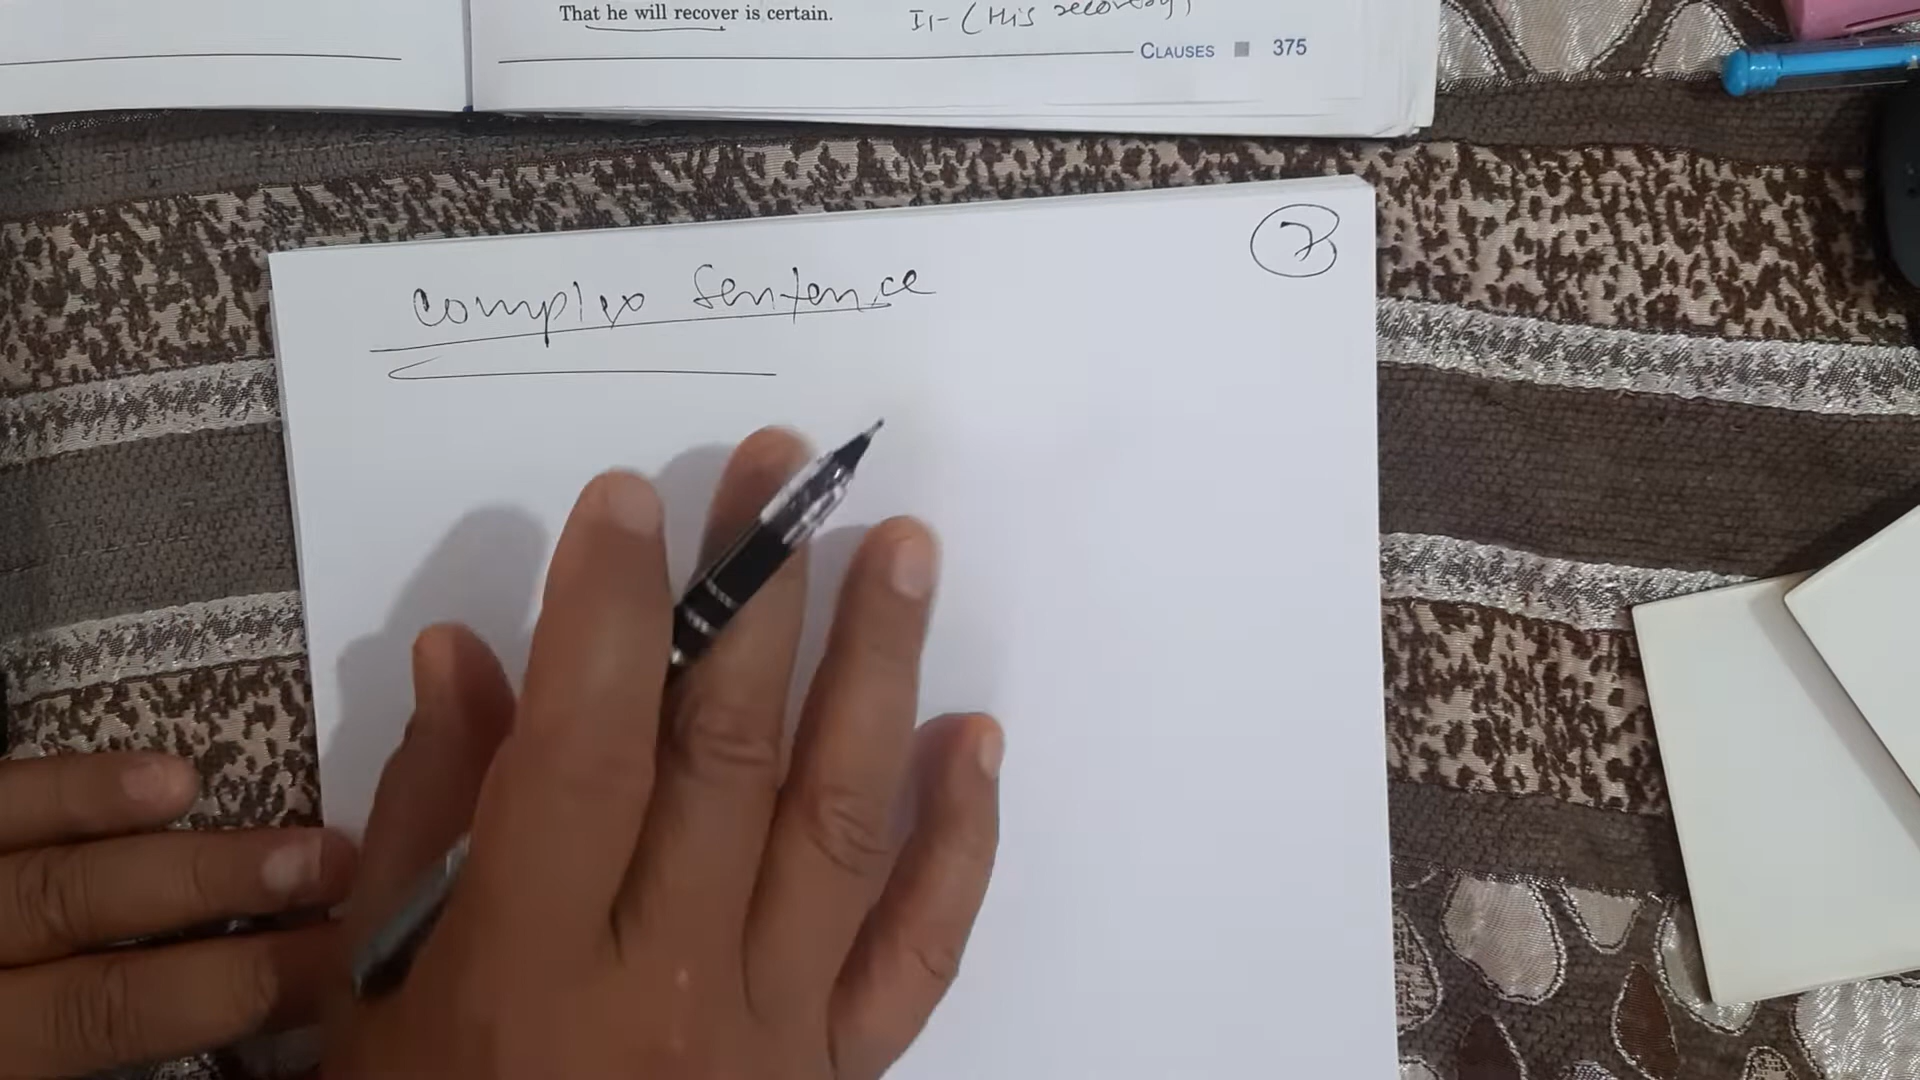 That he will recover is certain.
It - (His recovery)
CLAUSES ■ 375
7
Complex Sentence